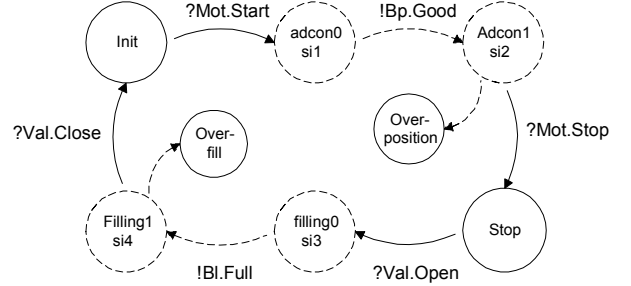 ?Mot.Start
!Bp.Good
Init
adcon0
si1
Adcon1
si2
?Val.Close
Over-
fill
Over-
position
?Mot.Stop
Filling1
si4
filling0
si3
Stop
!Bl.Full
?Val.Open